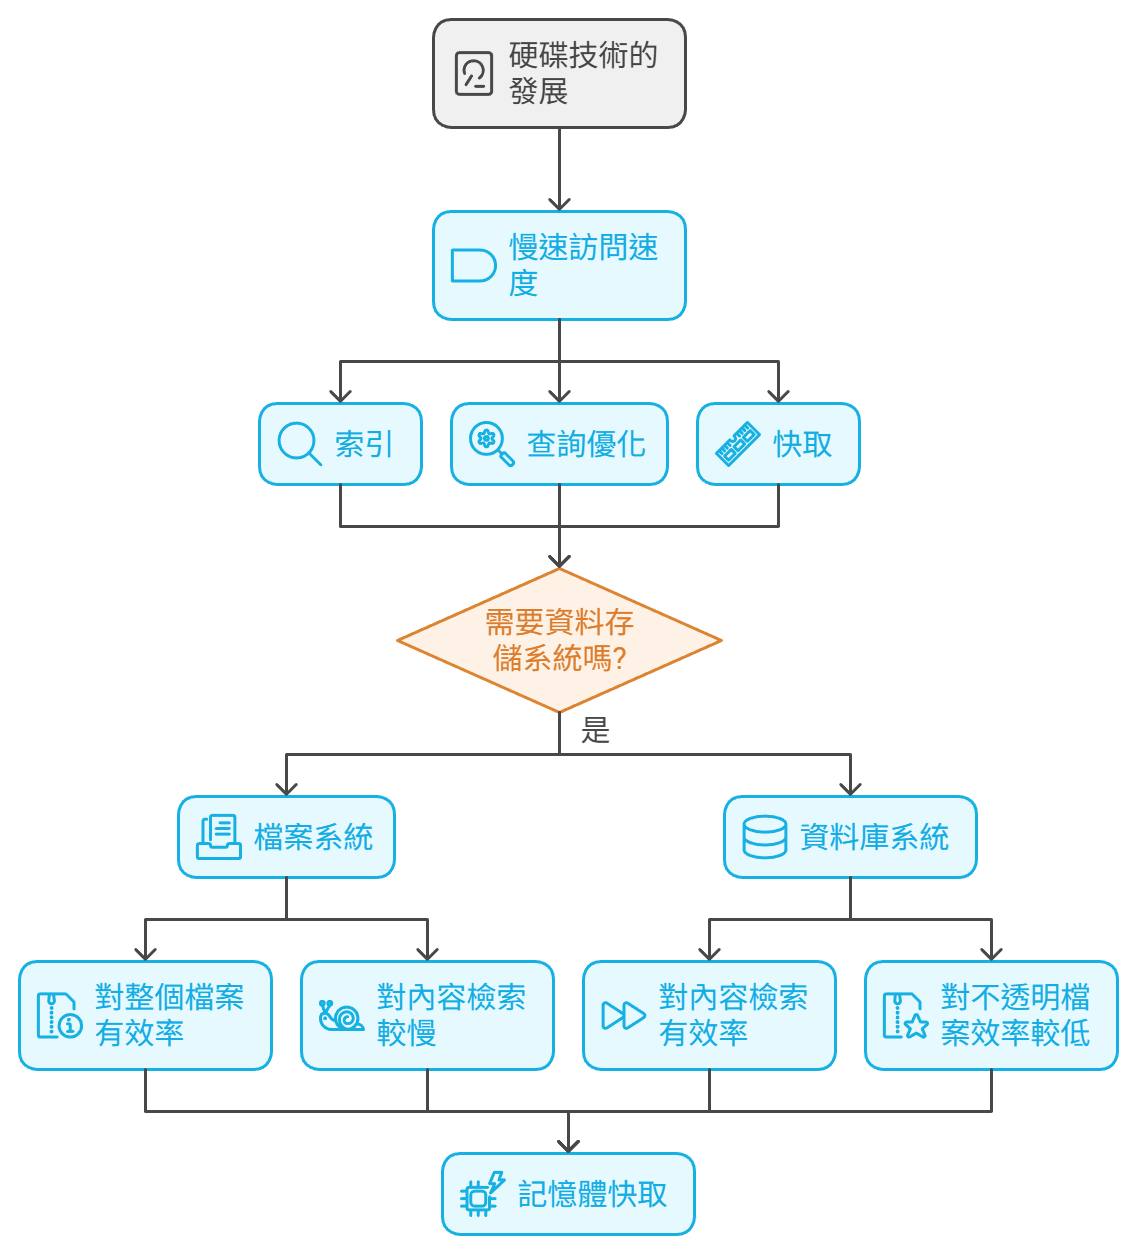 硬碟技術的
發展
慢速訪問速
度
索引
查詢優化
快取
需要資料存
儲系統嗎?
是
檔案系統
資料庫系統
對整個檔案
有效率
對內容檢索
較慢
對內容檢索
有效率
對不透明檔
案效率較低
記憶體快取